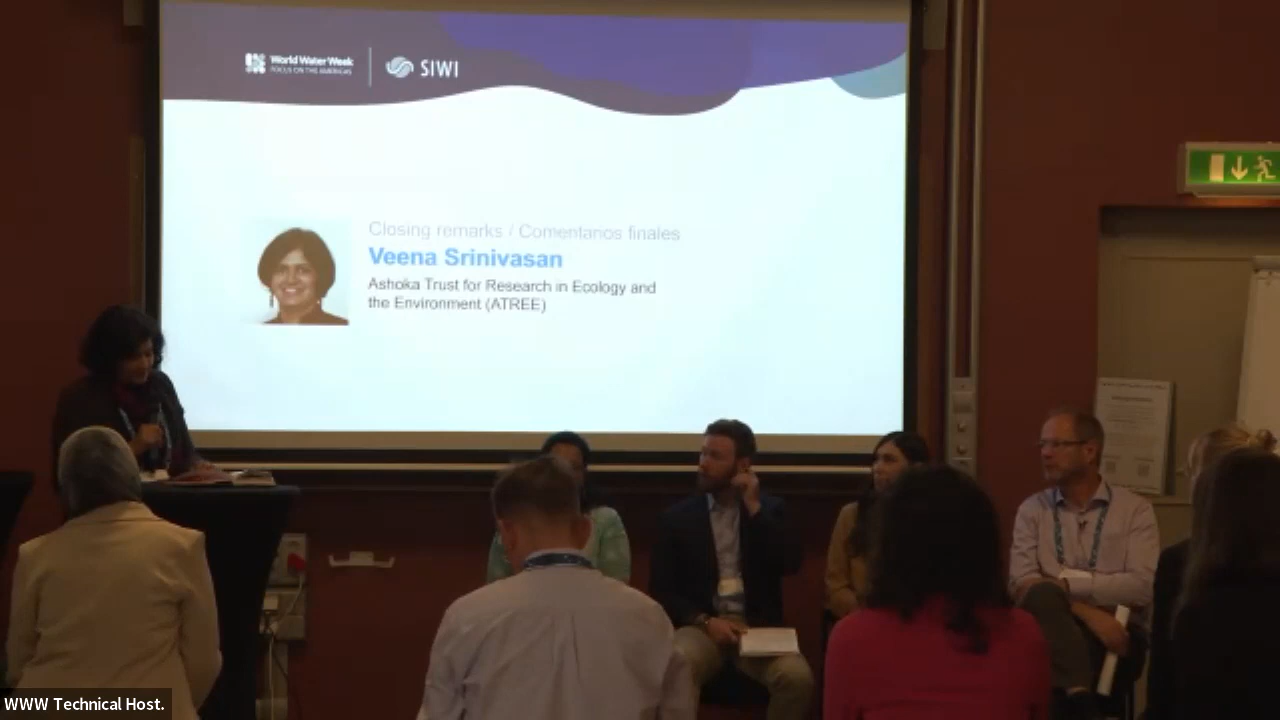 World Water Week
FOCUS ON THE AMERICAS
SIWI
Closing remarks / Comentarios finales
Veena Srinivasan
Ashoka Trust for Research in Ecology and
the Environment (ATREE)
WWW Technical Host.